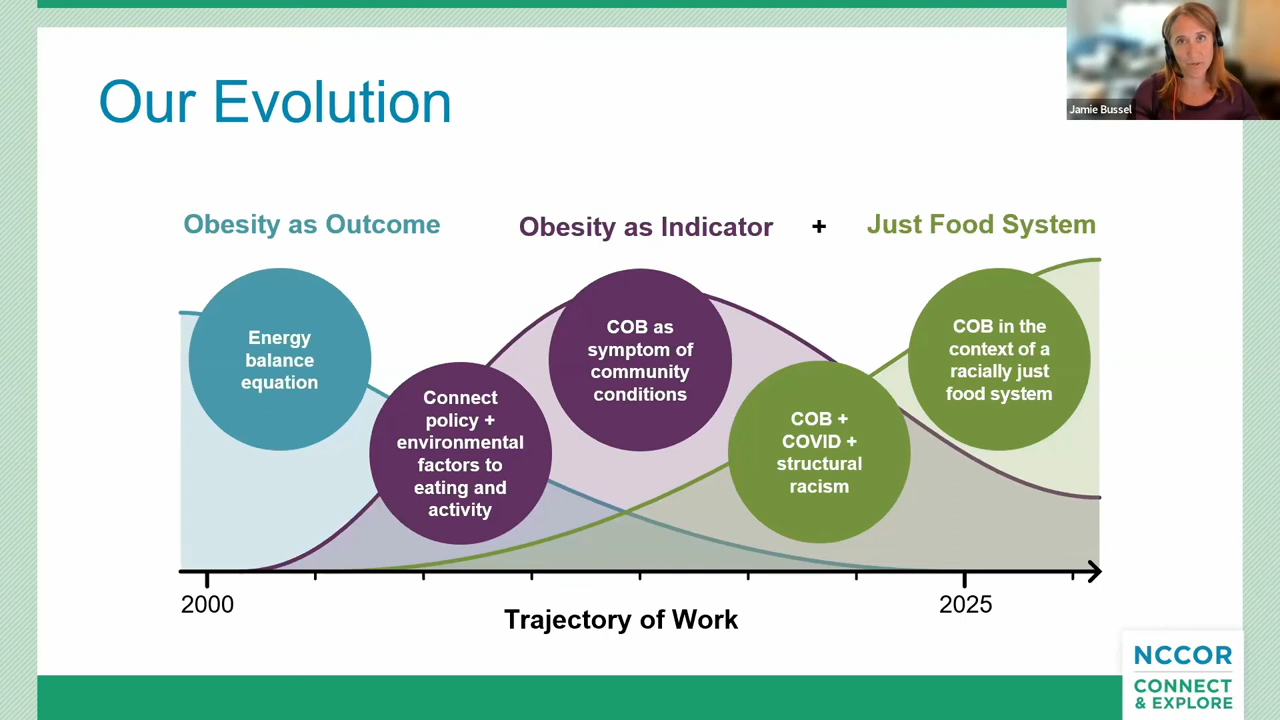 Our Evolution
Jamie Bussel
Obesity as Outcome
Obesity as Indicator
+
Just Food System
Energy
balance
equation
Connect
policy +
environmental
factors to
eating and
activity
COB as
symptom of
community
conditions
COB +
COVID +
structural
racism
COB in the
context of a
racially just
food system
2000
Trajectory of Work
2025
NCCOR
CONNECT
& EXPLORE